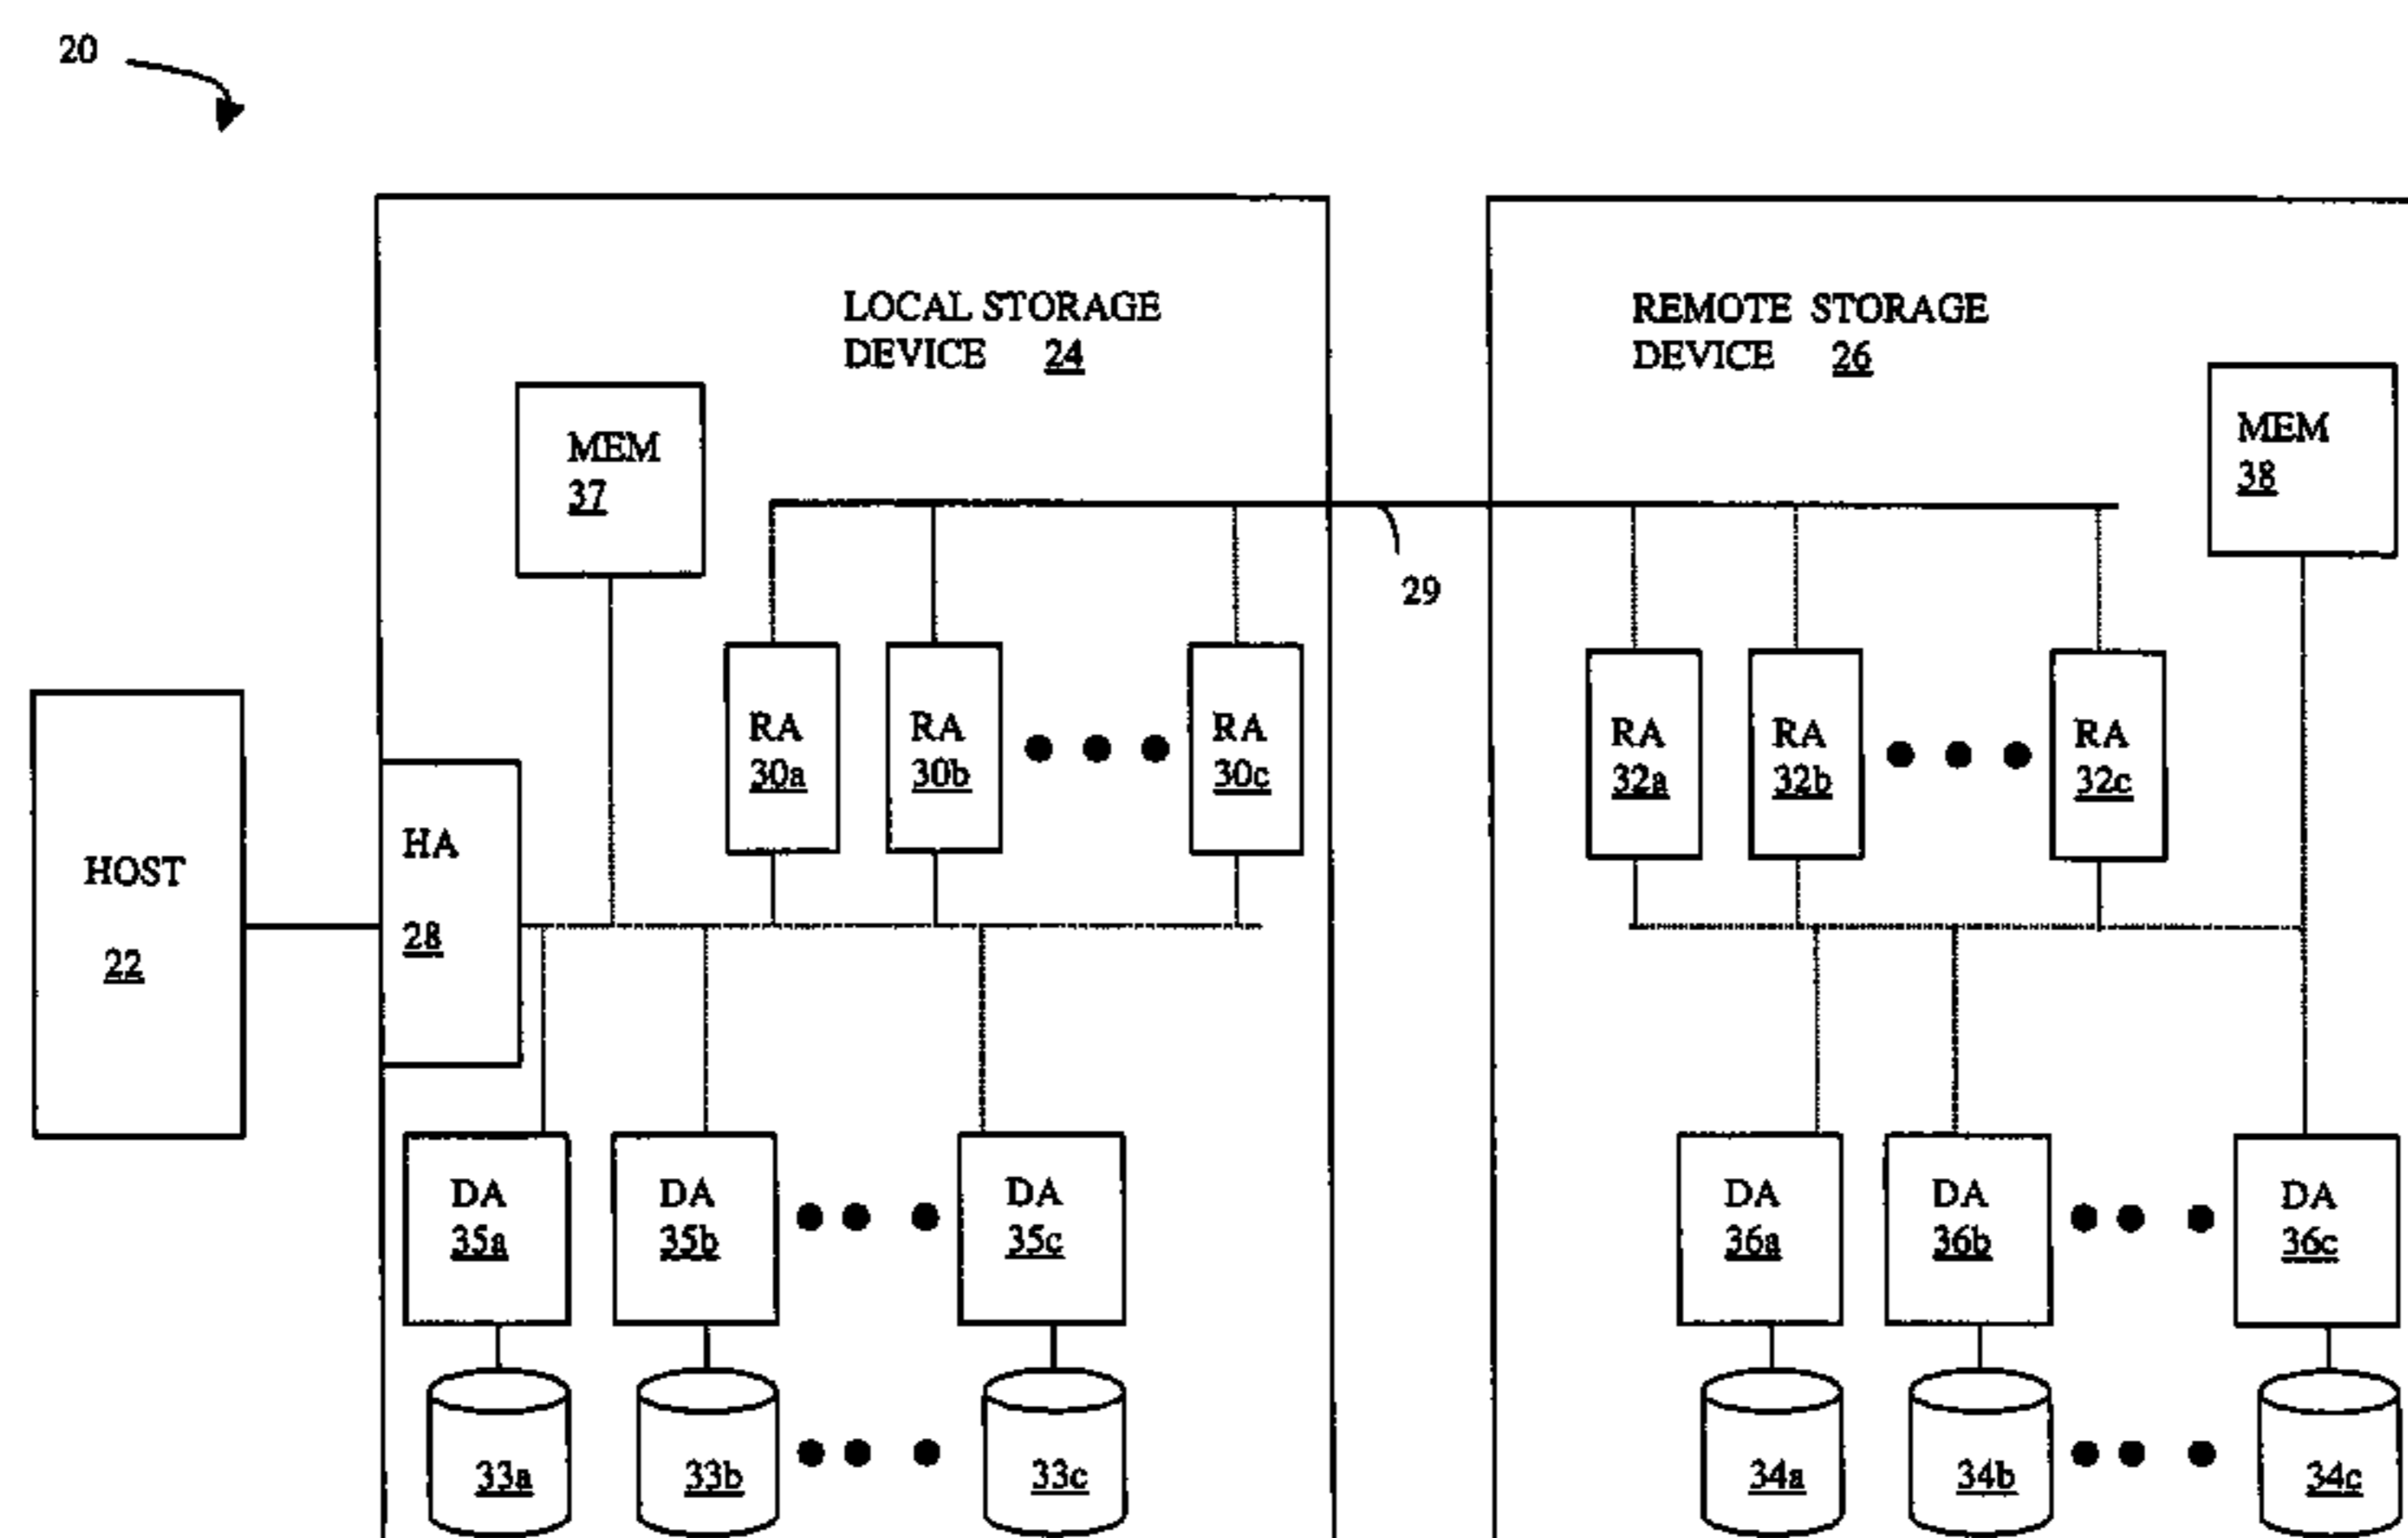 20
LOCAL STORAGE
DEVICE 24
REMOTE STORAGE
DEVICE 26
MEM
37
MEM
38
29
RA
30a
RA
30b
RA
30c
RA
32a
RA
32b
RA
32c
HOST
22
HA
28
DA
35a
DA
35b
DA
35c
DA
36a
DA
36b
DA
36c
33a
33b
33c
34a
34b
34c